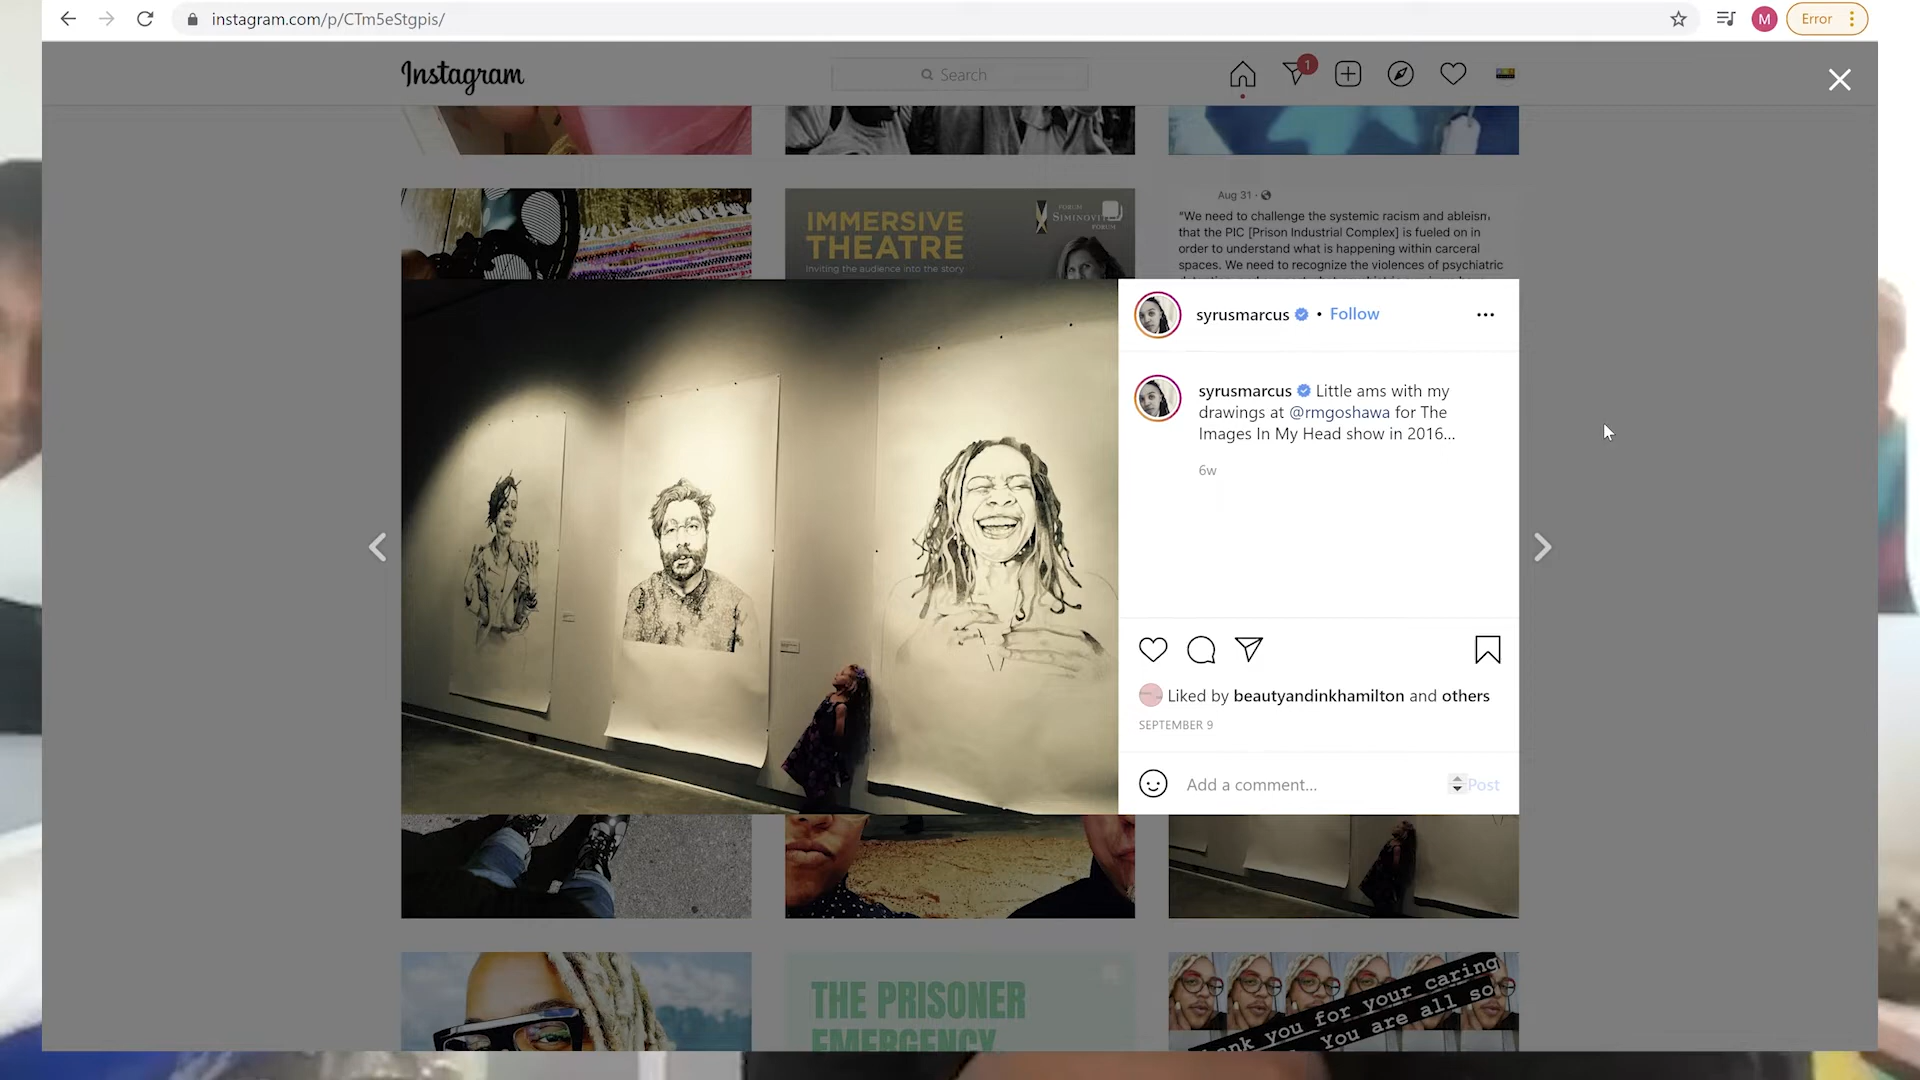 instagram.com/p/CTm5eStgpis/
M
Error
Instagram
Search
1
IMMERSIVE
THEATRE
Inviting the audience into the story
FORUM
FORUM
Aug 31 ·
"We need to challenge the systemic racism and ableism,
that the PIC [Prison Industrial Complex] is fueled on in
order to understand what is happening within carceral
spaces. We need to recognize the violences of psychiatric
syrusmarcus • Follow
syrusmarcus Little ams with my
drawings at @rmgoshawa for The
Images In My Head show in 2016...
6w
Liked by beautyandinkhamilton and others
SEPTEMBER 9
Add a comment...
Post
THE PRISONER
EMERGENCY
you for your caring
You are all so